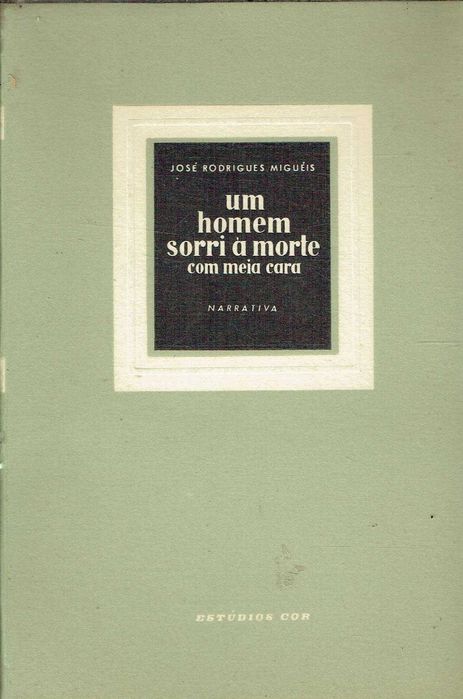 JOSÉ RODRIGUES MIGUÉIS
um
homem
sorri à morte
com meia cara
NARRATIVA
ESTÚDIOS COR